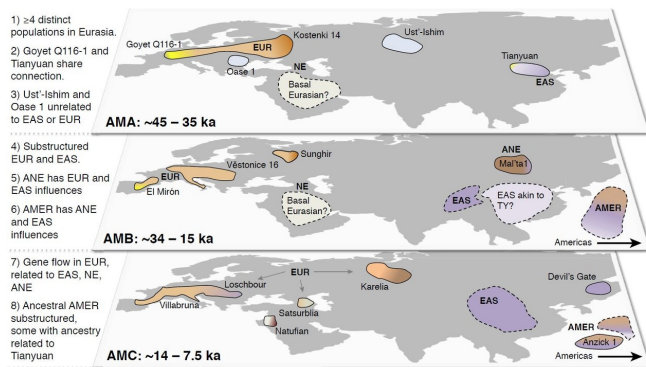 1) ≥4 distinct
populations in Eurasia.
2) Goyet Q116-1 and
Tianyuan share
connection.
3) Ust'-Ishim and
Oase 1 unrelated
to EAS or EUR
Goyet Q116-1
EUR
Kostenki 14
Oase 1
NE
Basal
Eurasian?
Ust'-Ishim
Tianyuan
EAS
AMA: ~45 – 35 ka
4) Substructured
EUR and EAS.
5) ANE has EUR and
EAS influences
6) AMER has ANE
and EAS
influences
EUR
El Mirón
Věstonice 16
Sunghir
NE
Basal
Eurasian?
ANE
Mal'ta1
EAS
EAS akin to
TY?
AMER
Americas
AMB: ~34 – 15 ka
7) Gene flow in EUR,
related to EAS, NE,
ANE
8) Ancestral AMER
substructured,
some with ancestry
related to
Tianyuan
Villabruna
Loschbour
EUR
Satsurblia
Natufian
Karelia
EAS
Devil's Gate
AMER
Anzick 1
Americas
AMC: ~14 – 7.5 ka